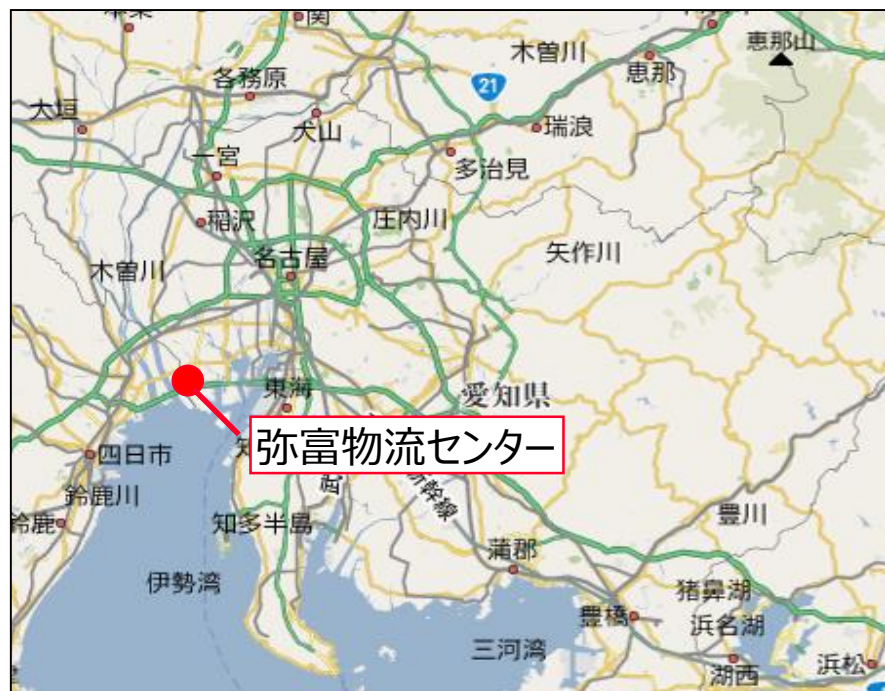 関
木曽川
恵那山
恵那
各務原
21
大垣
犬山
瑞浪
一宮
多治見
稲沢
庄内川
名古屋
矢作川
木曽川
東海
愛知県
弥富物流センター
四日市
新幹線
鈴鹿川
鈴鹿
知多半島
豊川
蒲郡
伊勢湾
猪鼻湖
豊橋
浜名湖
三河湾
湖西
浜松